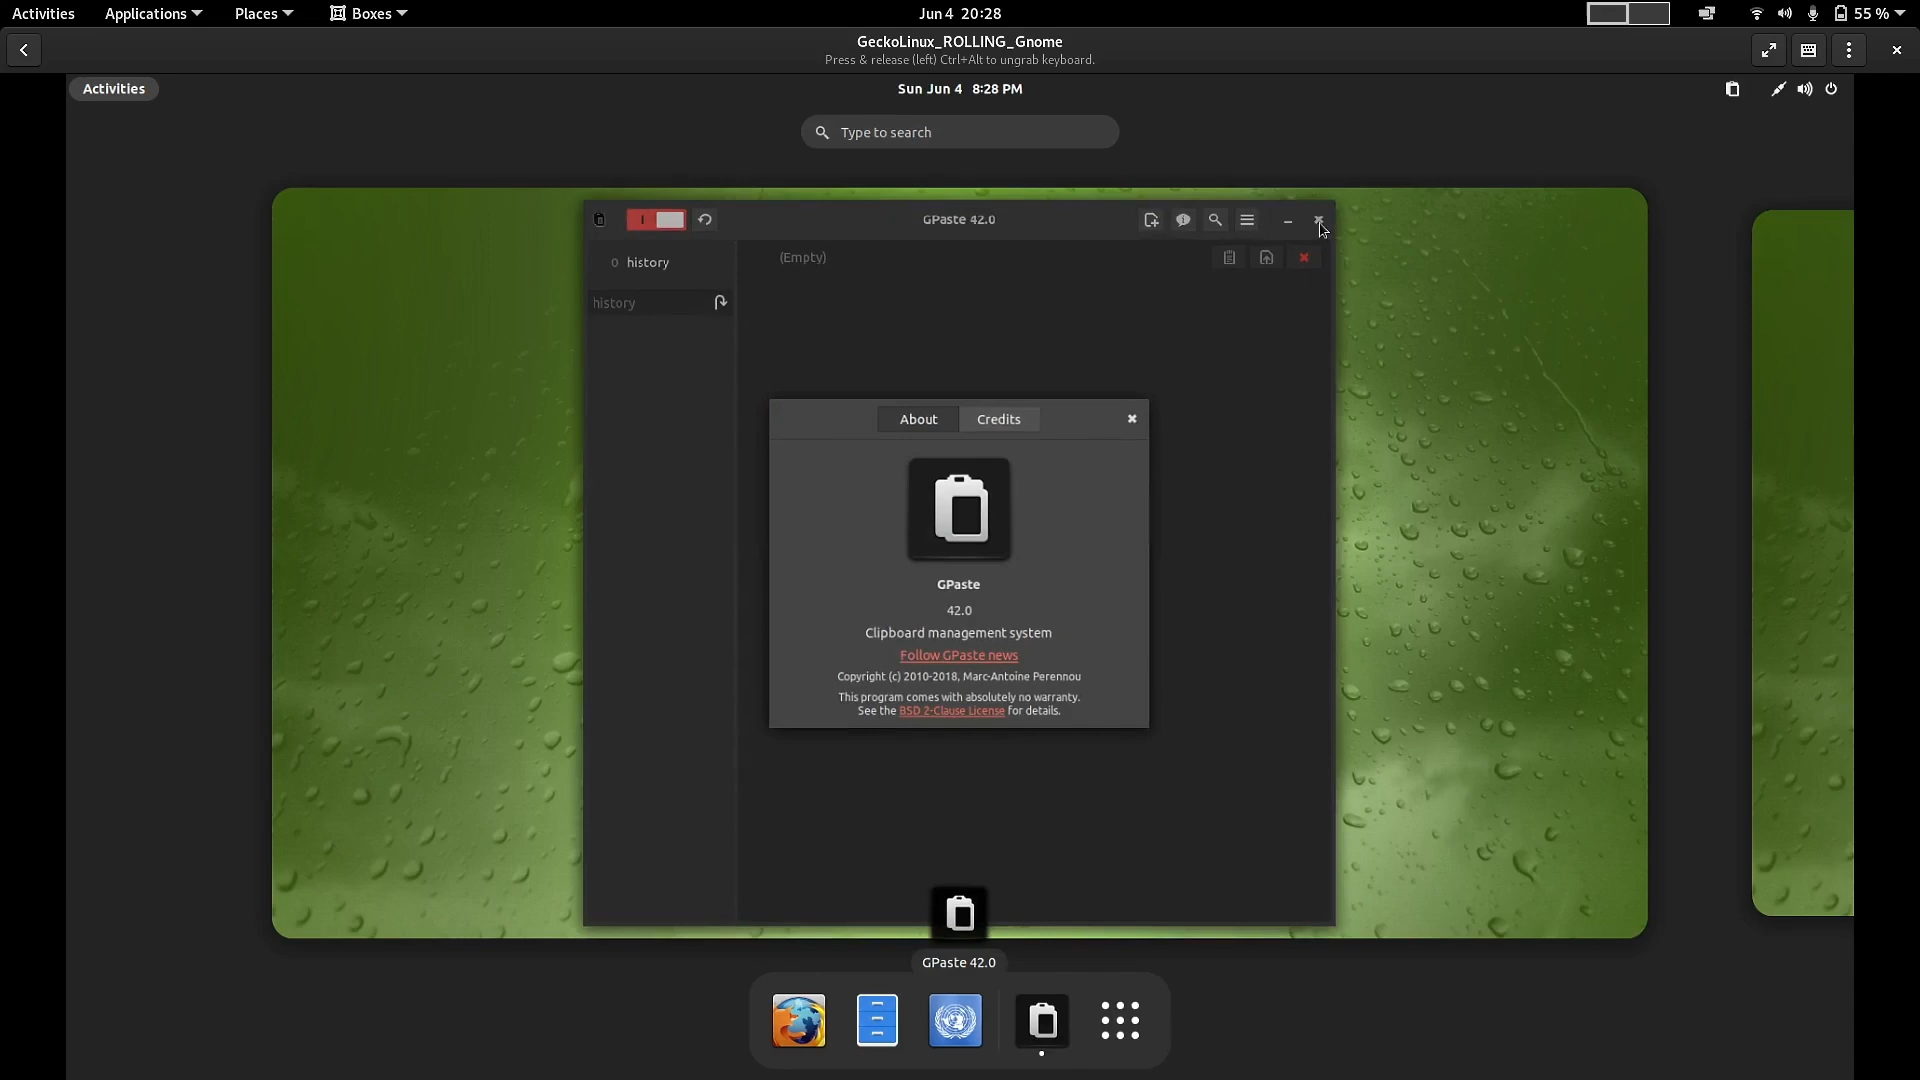 Activities Applications Places Boxes Jun 4 20:28 55 %
GeckoLinux_ROLLING_Gnome
Press & release (left) Ctrl+Alt to ungrab keyboard.
Activities Sun Jun 4 8:28 PM
Type to search
GPaste 42.0
0 history (Empty)
history
About Credits
GPaste
42.0
Clipboard management system
Follow GPaste news
Copyright (c) 2010-2018, Marc-Antoine Perennou
This program comes with absolutely no warranty.
See the BSD 2-Clause License for details.
GPaste 42.0